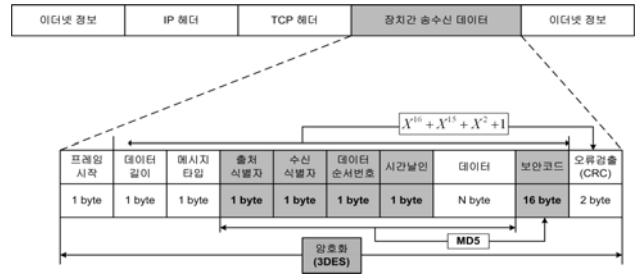 이더넷 정보 IP 헤더 TCP 헤더 장치간 송수신 데이터 이더넷 정보
X^16 + X^15 + X^2 + 1
프레임 시작 데이터 길이 메시지 타입 출처 식별자 수신 식별자 데이터 순서번호 시간날인 데이터 보안코드 오류검출 (CRC)
1 byte 1 byte 1 byte 1 byte 1 byte 1 byte 1 byte N byte 16 byte 2 byte
MD5
암호화
(3DES)